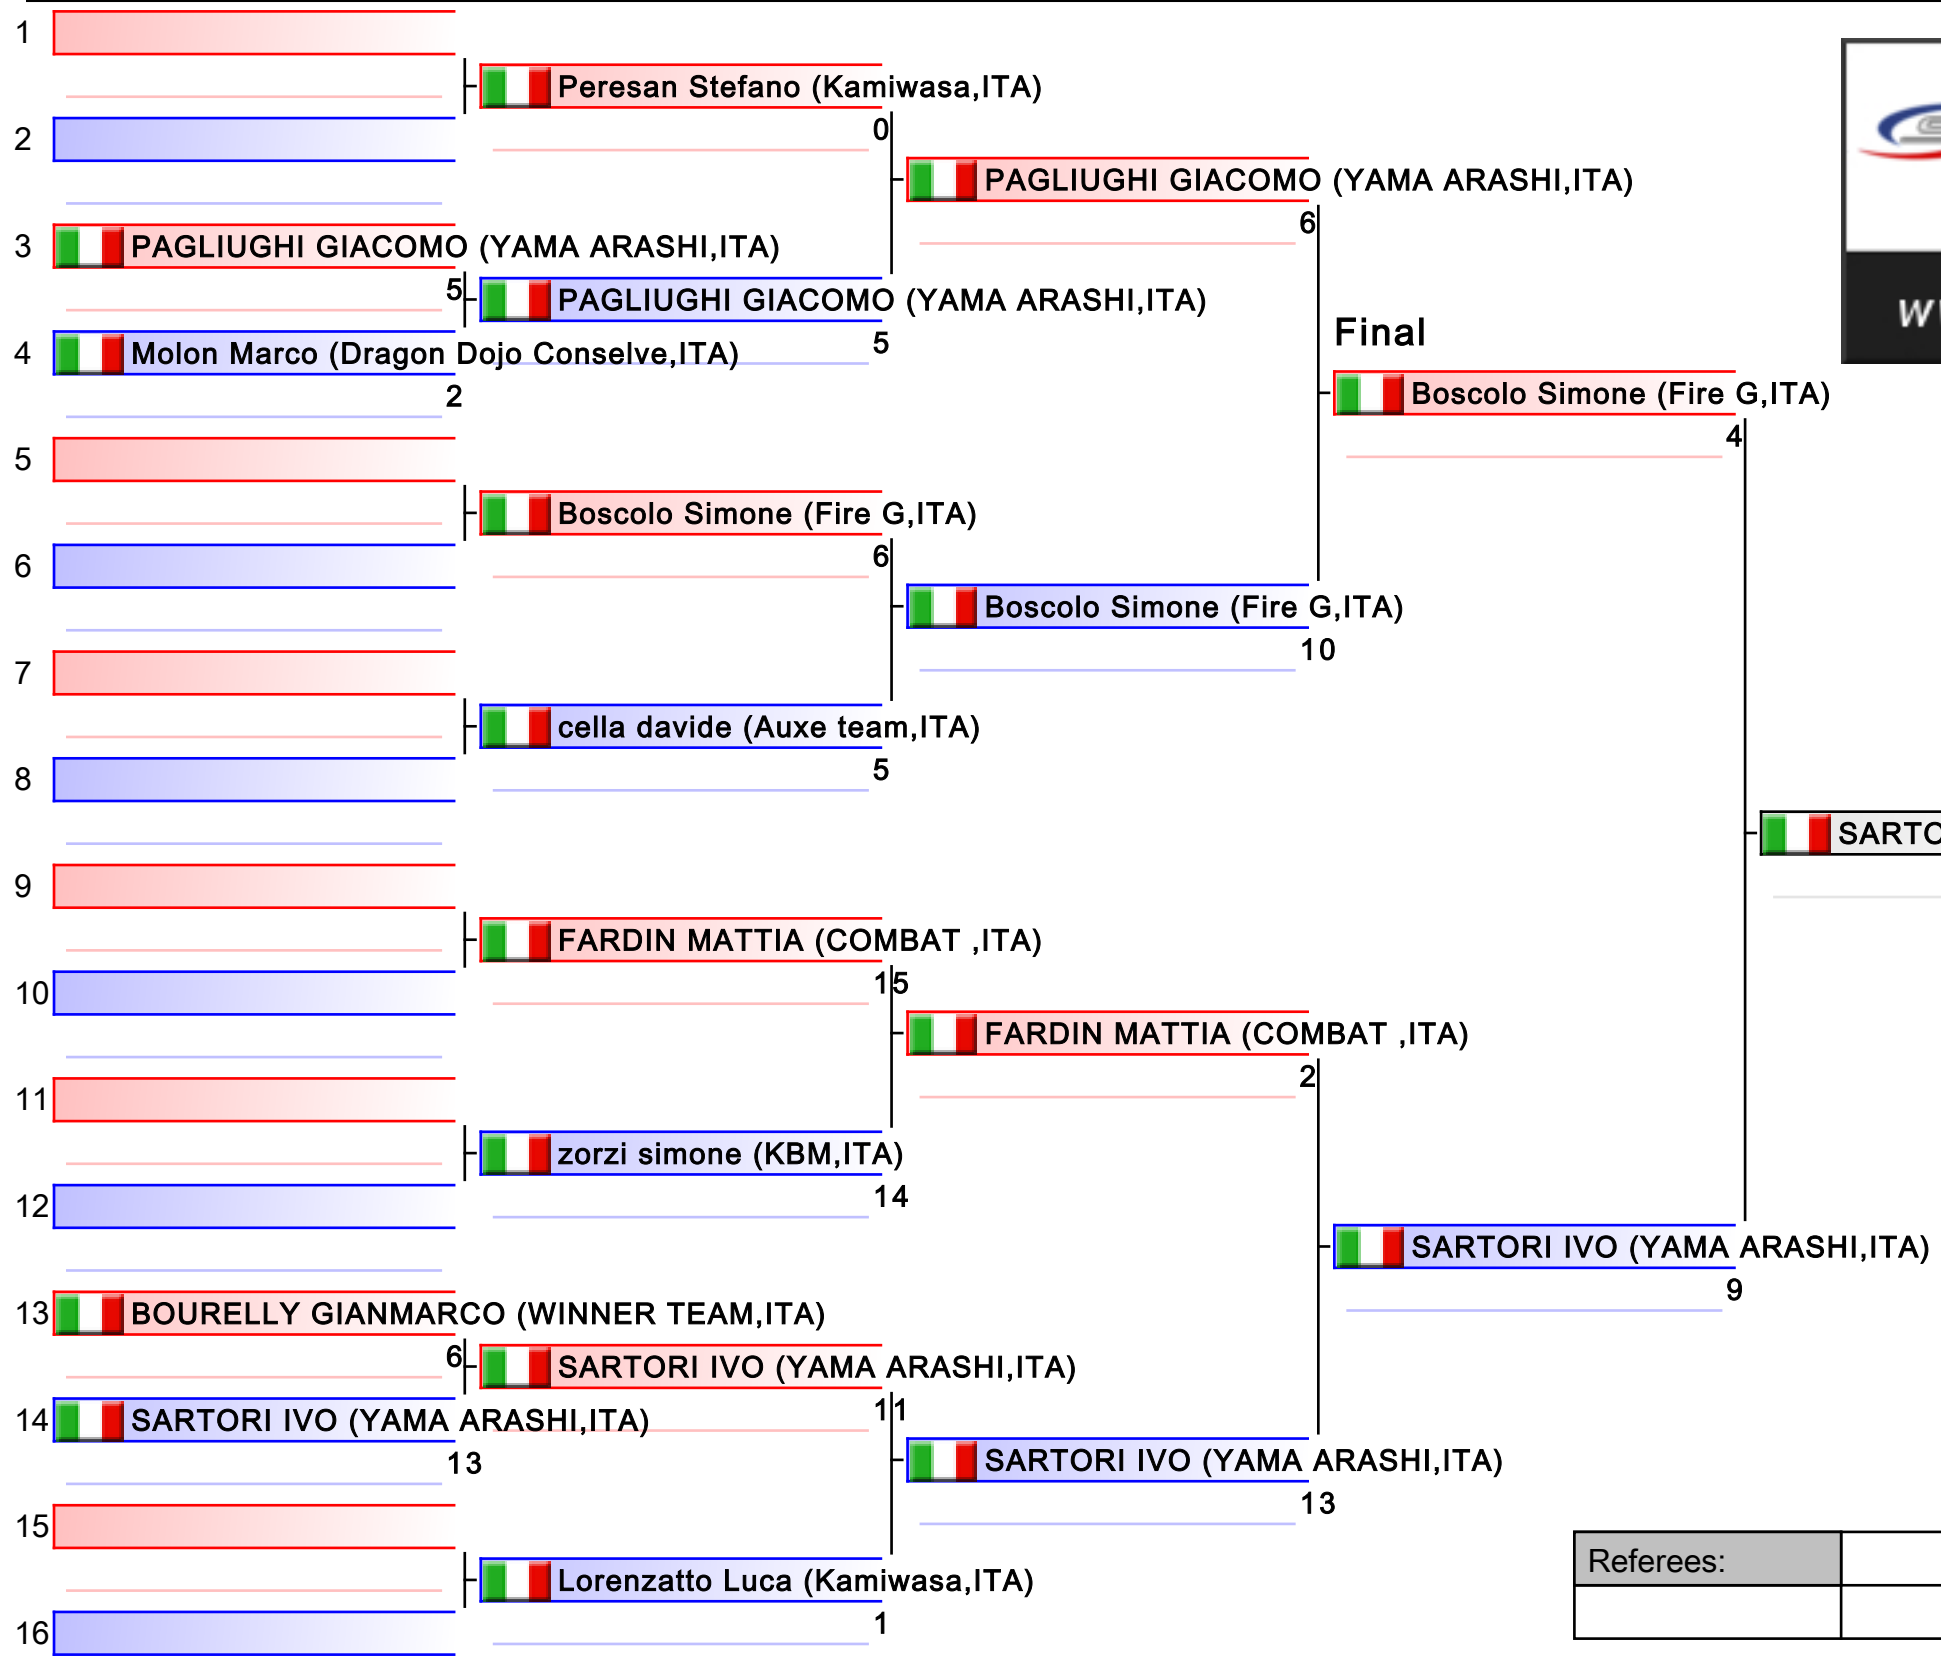 1
Peresan Stefano (Kamiwasa,ITA)
0
2
PAGLIUGHI GIACOMO (YAMA ARASHI,ITA)
6
3
PAGLIUGHI GIACOMO (YAMA ARASHI,ITA)
5
PAGLIUGHI GIACOMO (YAMA ARASHI,ITA)
5
4
Molon Marco (Dragon Dojo Conselve,ITA)
2
Final
Boscolo Simone (Fire G,ITA)
4
5
Boscolo Simone (Fire G,ITA)
6
6
Boscolo Simone (Fire G,ITA)
10
7
cella davide (Auxe team,ITA)
5
8
SARTO
9
FARDIN MATTIA (COMBAT ,ITA)
15
10
FARDIN MATTIA (COMBAT ,ITA)
2
11
zorzi simone (KBM,ITA)
14
12
SARTORI IVO (YAMA ARASHI,ITA)
9
13
BOURELLY GIANMARCO (WINNER TEAM,ITA)
6
SARTORI IVO (YAMA ARASHI,ITA)
11
14
SARTORI IVO (YAMA ARASHI,ITA)
13
SARTORI IVO (YAMA ARASHI,ITA)
13
15
Lorenzatto Luca (Kamiwasa,ITA)
1
16
Referees: